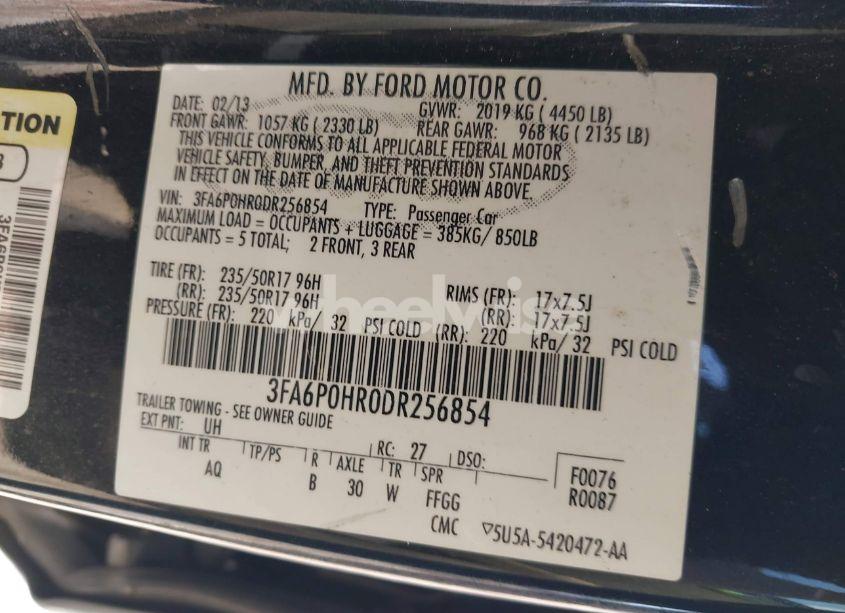 MFD. BY FORD MOTOR CO.
DATE: 02/13 GVWR: 2019 KG ( 4450 LB)
FRONT GAWR: 1057 KG ( 2330 LB) REAR GAWR: 968 KG ( 2135 LB)
THIS VEHICLE CONFORMS TO ALL APPLICABLE FEDERAL MOTOR
VEHICLE SAFETY, BUMPER, AND THEFT PREVENTION STANDARDS
IN EFFECT ON THE DATE OF MANUFACTURE SHOWN ABOVE.
VIN: 3FA6P0HR0DR256854 TYPE: Passenger Car
MAXIMUM LOAD = OCCUPANTS + LUGGAGE = 385KG/ 850LB
OCCUPANTS = 5 TOTAL; 2 FRONT, 3 REAR
TIRE (FR): 235/50R17 96H RIMS (FR): 17x7.5J
(RR): 235/50R17 96H (RR): 17x7.5J
PRESSURE (FR): 220 kPa/ 32 PSI COLD (RR): 220 kPa/ 32 PSI COLD
wheelwise
3FA6P0HR0DR256854
TRAILER TOWING - SEE OWNER GUIDE
EXT PNT: UH RC: 27 DSO:
INT TR TP/PS R AXLE TR SPR F0076
AQ B 30 W FFGG R0087
CMC 5U5A-5420472-AA
TION